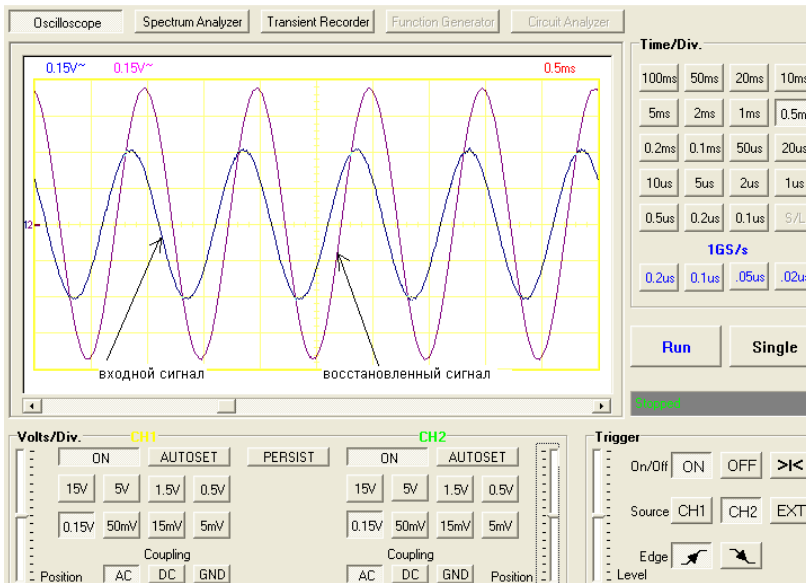 Oscilloscope Spectrum Analyzer Transient Recorder Function Generator Circuit Analyzer
0.15V~ 0.15V~ 0.5ms
12
входной сигнал восстановленный сигнал
Time/Div.
100ms 50ms 20ms 10ms
5ms 2ms 1ms 0.5m
0.2ms 0.1ms 50us 20us
10us 5us 2us 1us
0.5us 0.2us 0.1us S/L
1GS/s
0.2us 0.1us .05us .02us
Run Single
Stopped
Volts/Div. CH1 CH2
ON AUTOSET PERSIST ON AUTOSET
15V 5V 1.5V 0.5V 15V 5V 1.5V 0.5V
0.15V 50mV 15mV 5mV 0.15V 50mV 15mV 5mV
Coupling Coupling
Position AC DC GND AC DC GND Position
Trigger
On/Off ON OFF >|<
Source CH1 CH2 EXT
Edge
Level